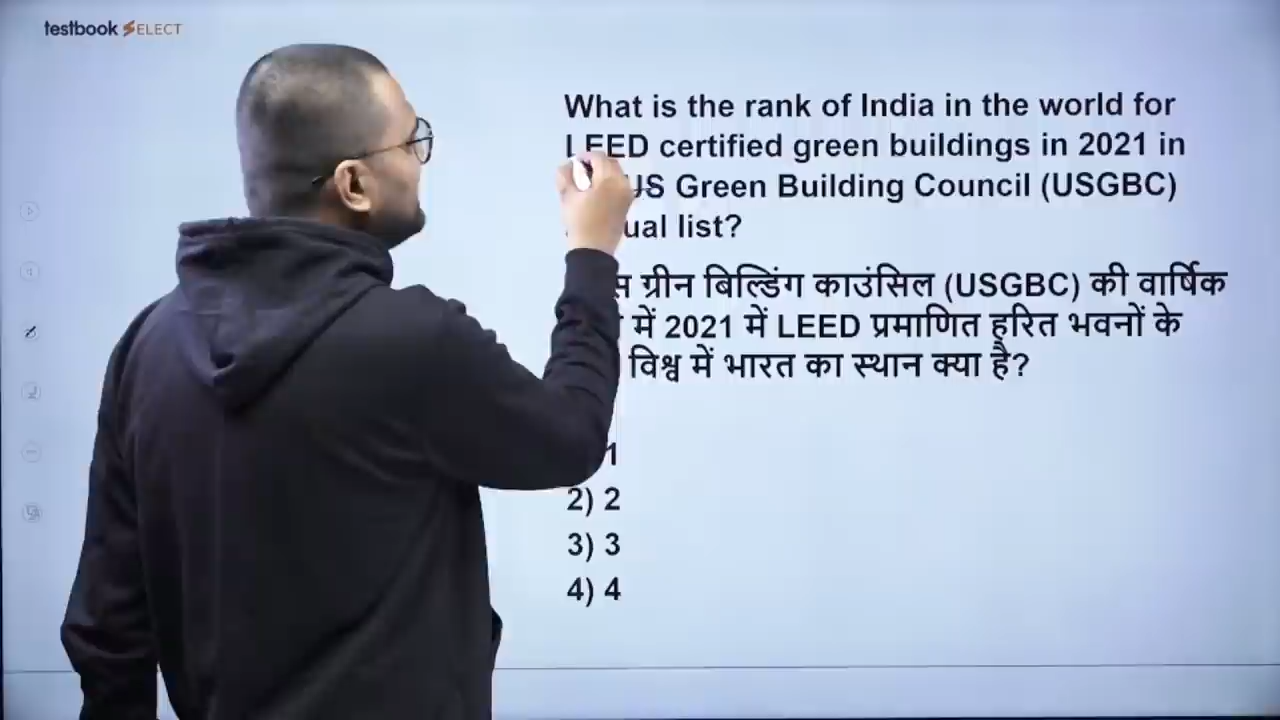 testbook SELECT
What is the rank of India in the world for
LEED certified green buildings in 2021 in
US Green Building Council (USGBC)
list?
ग्रीन बिल्डिंग काउंसिल (USGBC) की वार्षिक
में 2021 में LEED प्रमाणित हरित भवनों के
विश्व में भारत का स्थान क्या है?
1
2) 2
3) 3
4) 4